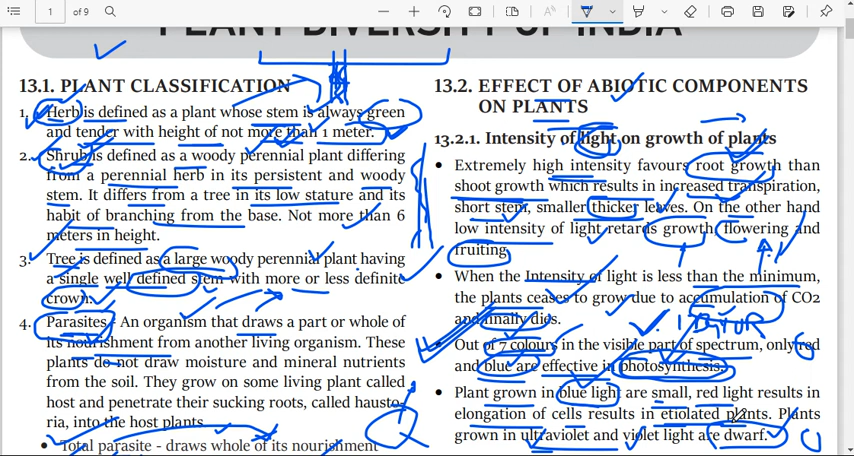 1 of 9
PLANT DIVERSITY OF INDIA
13.1. PLANT CLASSIFICATION
1. Herb is defined as a plant whose stem is always green
and tender with height of not more than 1 meter.
2. Shrub is defined as a woody perennial plant differing
from a perennial herb in its persistent and woody
stem. It differs from a tree in its low stature and its
habit of branching from the base. Not more than 6
meters in height.
3. Tree is defined as a large woody perennial plant having
a single well defined stem with more or less definite
crown.
4. Parasites - An organism that draws a part or whole of
its nourishment from another living organism. These
plants do not draw moisture and mineral nutrients
from the soil. They grow on some living plant called
host and penetrate their sucking roots, called hausto-
ria, into the host plants.
• Total parasite - draws whole of its nourishment
13.2. EFFECT OF ABIOTIC COMPONENTS
ON PLANTS
13.2.1. Intensity of light on growth of plants
• Extremely high intensity favours root growth than
shoot growth which results in increased transpiration,
short stem, smaller thicker leaves. On the other hand
low intensity of light retards growth, flowering and
fruiting.
• When the Intensity of light is less than the minimum,
the plants ceases to grow due to accumulation of CO2
and finally dies.
• Out of 7 colours in the visible part of spectrum, only red
and blue are effective in photosynthesis.
• Plant grown in blue light are small, red light results in
elongation of cells results in etiolated plants. Plants
grown in ultraviolet and violet light are dwarf.